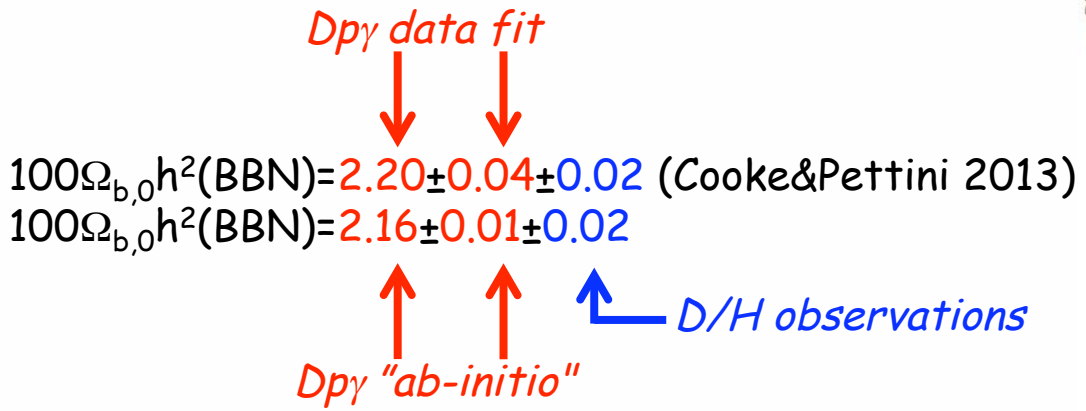 Dpγ data fit
100Ω_b,0h²(BBN)=2.20±0.04±0.02 (Cooke&Pettini 2013)
100Ω_b,0h²(BBN)=2.16±0.01±0.02
D/H observations
Dpγ "ab-initio"